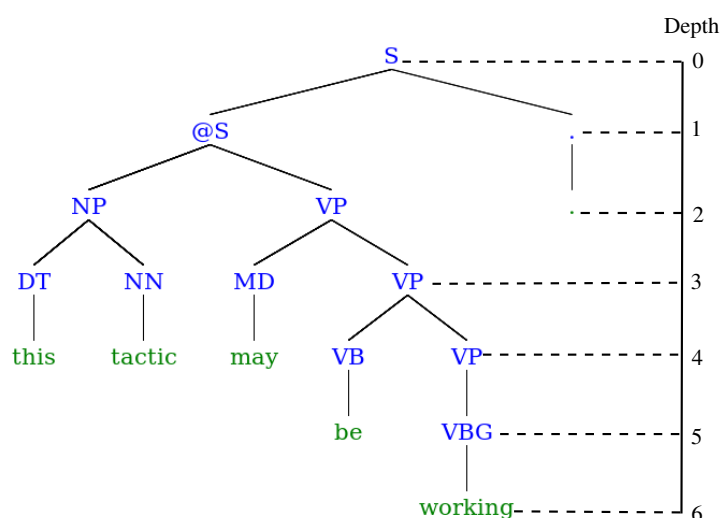 Depth
S 0
@S . 1
NP VP . 2
DT NN MD VP 3
this tactic may VB VP 4
be VBG 5
working 6